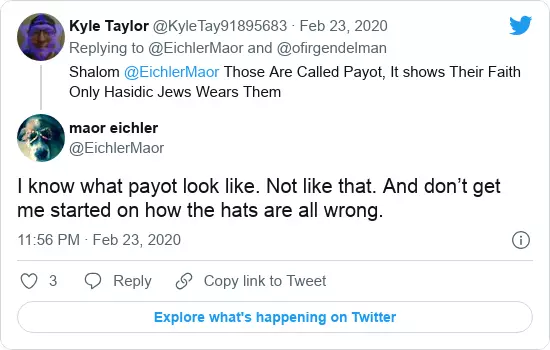 Kyle Taylor @KyleTay91895683 · Feb 23, 2020
Replying to @EichlerMaor and @ofirgendelman
Shalom @EichlerMaor Those Are Called Payot, It shows Their Faith
Only Hasidic Jews Wears Them
maor eichler
@EichlerMaor
I know what payot look like. Not like that. And don’t get
me started on how the hats are all wrong.
11:56 PM · Feb 23, 2020
3 Reply Copy link to Tweet
Explore what's happening on Twitter